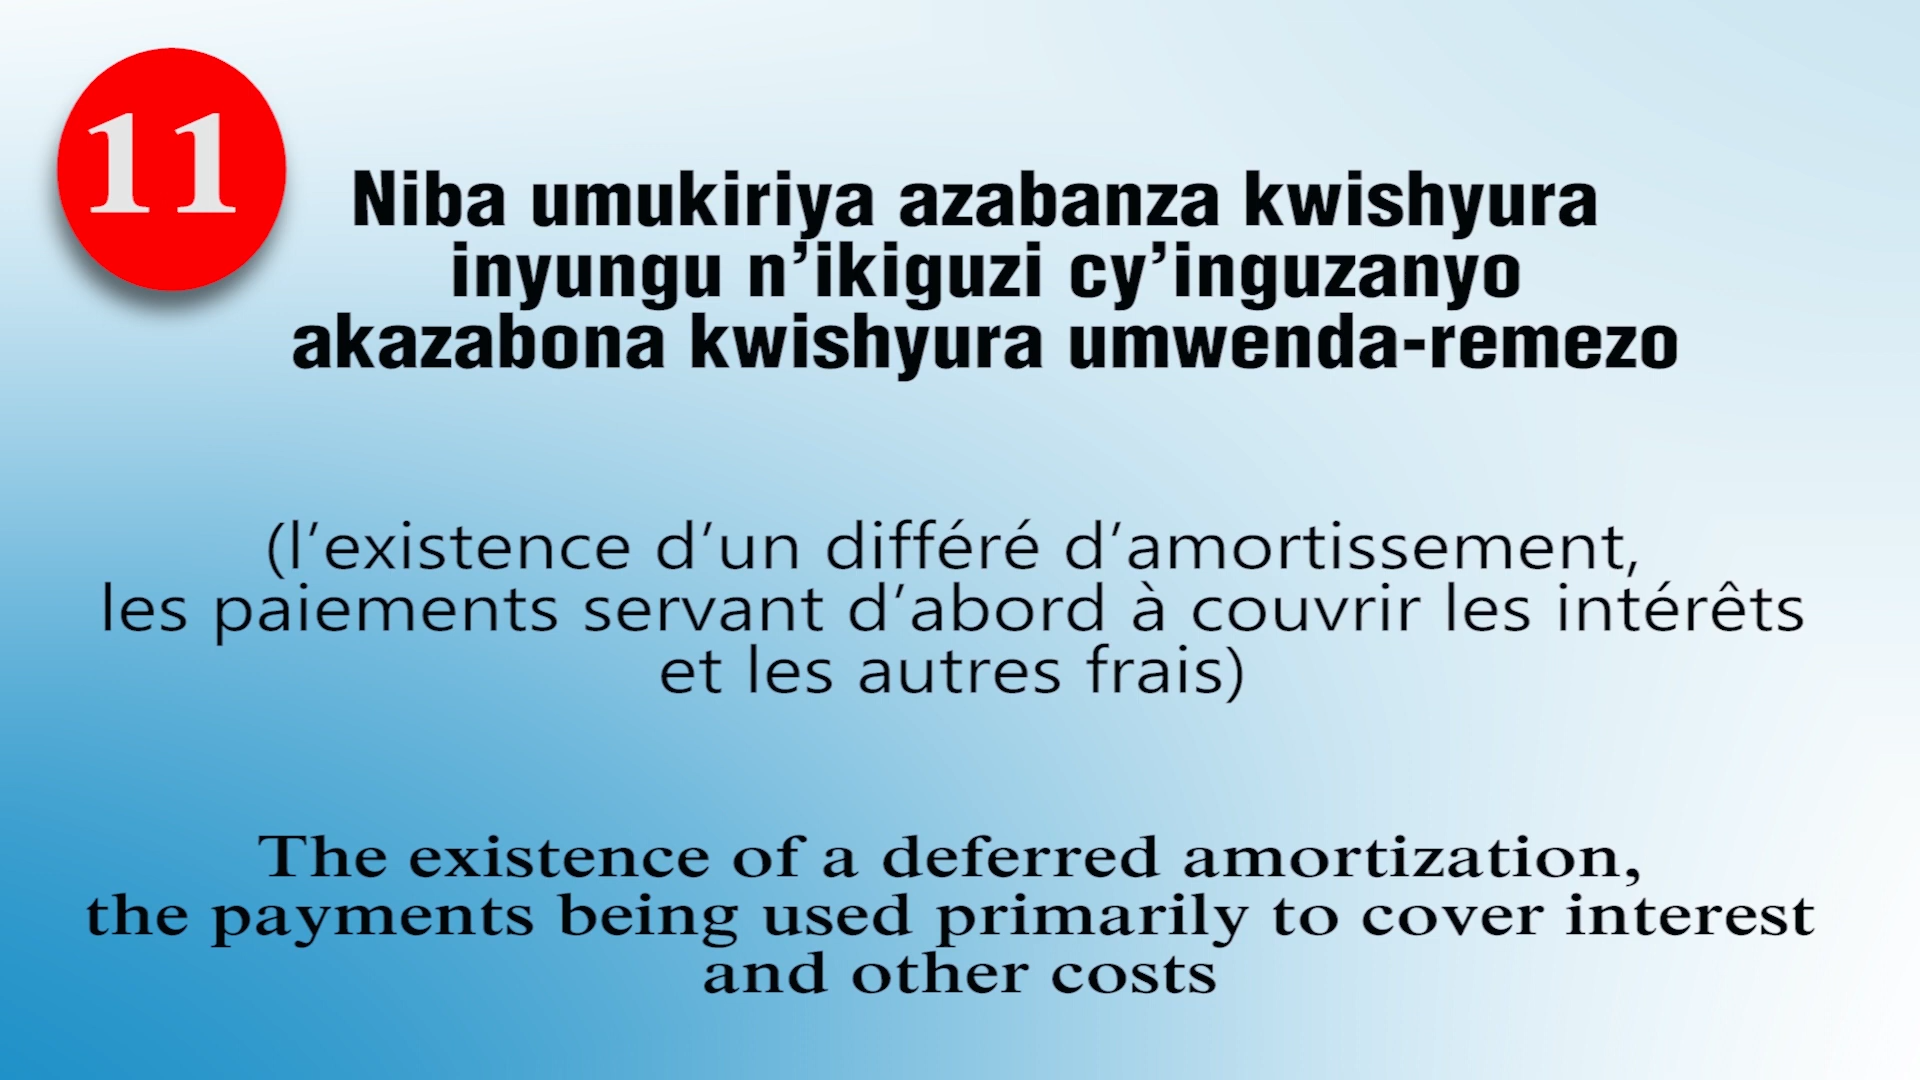 11
Niba umukiriya azabanza kwishyura
inyungu n’ikiguzi cy’inguzanyo
akazabona kwishyura umwenda-remezo
(l’existence d’un différé d’amortissement,
les paiements servant d’abord à couvrir les intérêts
et les autres frais)
The existence of a deferred amortization,
the payments being used primarily to cover interest
and other costs